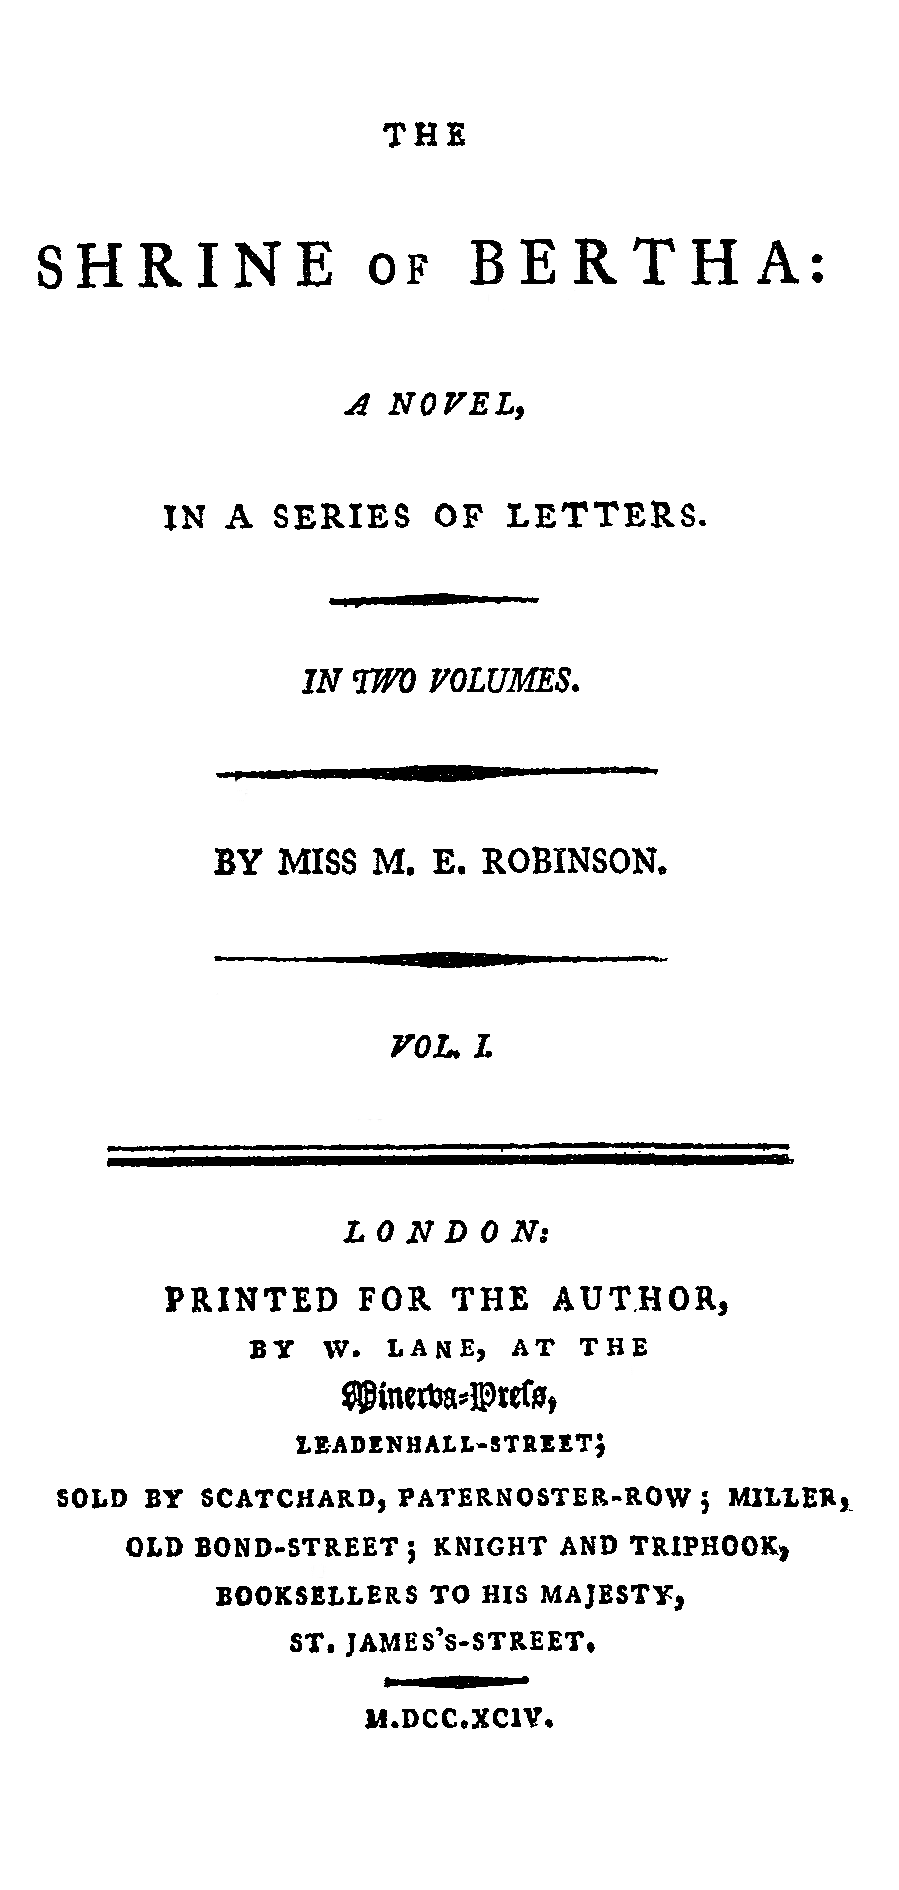 THE
SHRINE OF BERTHA:
A NOVEL,
IN A SERIES OF LETTERS.
IN TWO VOLUMES.
BY MISS M. E. ROBINSON.
VOL. I.
LONDON:
PRINTED FOR THE AUTHOR,
BY W. LANE, AT THE
Minerva-Preſs,
LEADENHALL-STREET;
SOLD BY SCATCHARD, PATERNOSTER-ROW; MILLER,
OLD BOND-STREET; KNIGHT AND TRIPHOOK,
BOOKSELLERS TO HIS MAJESTY,
ST. JAMES'S-STREET.
M.DCC.XCIV.